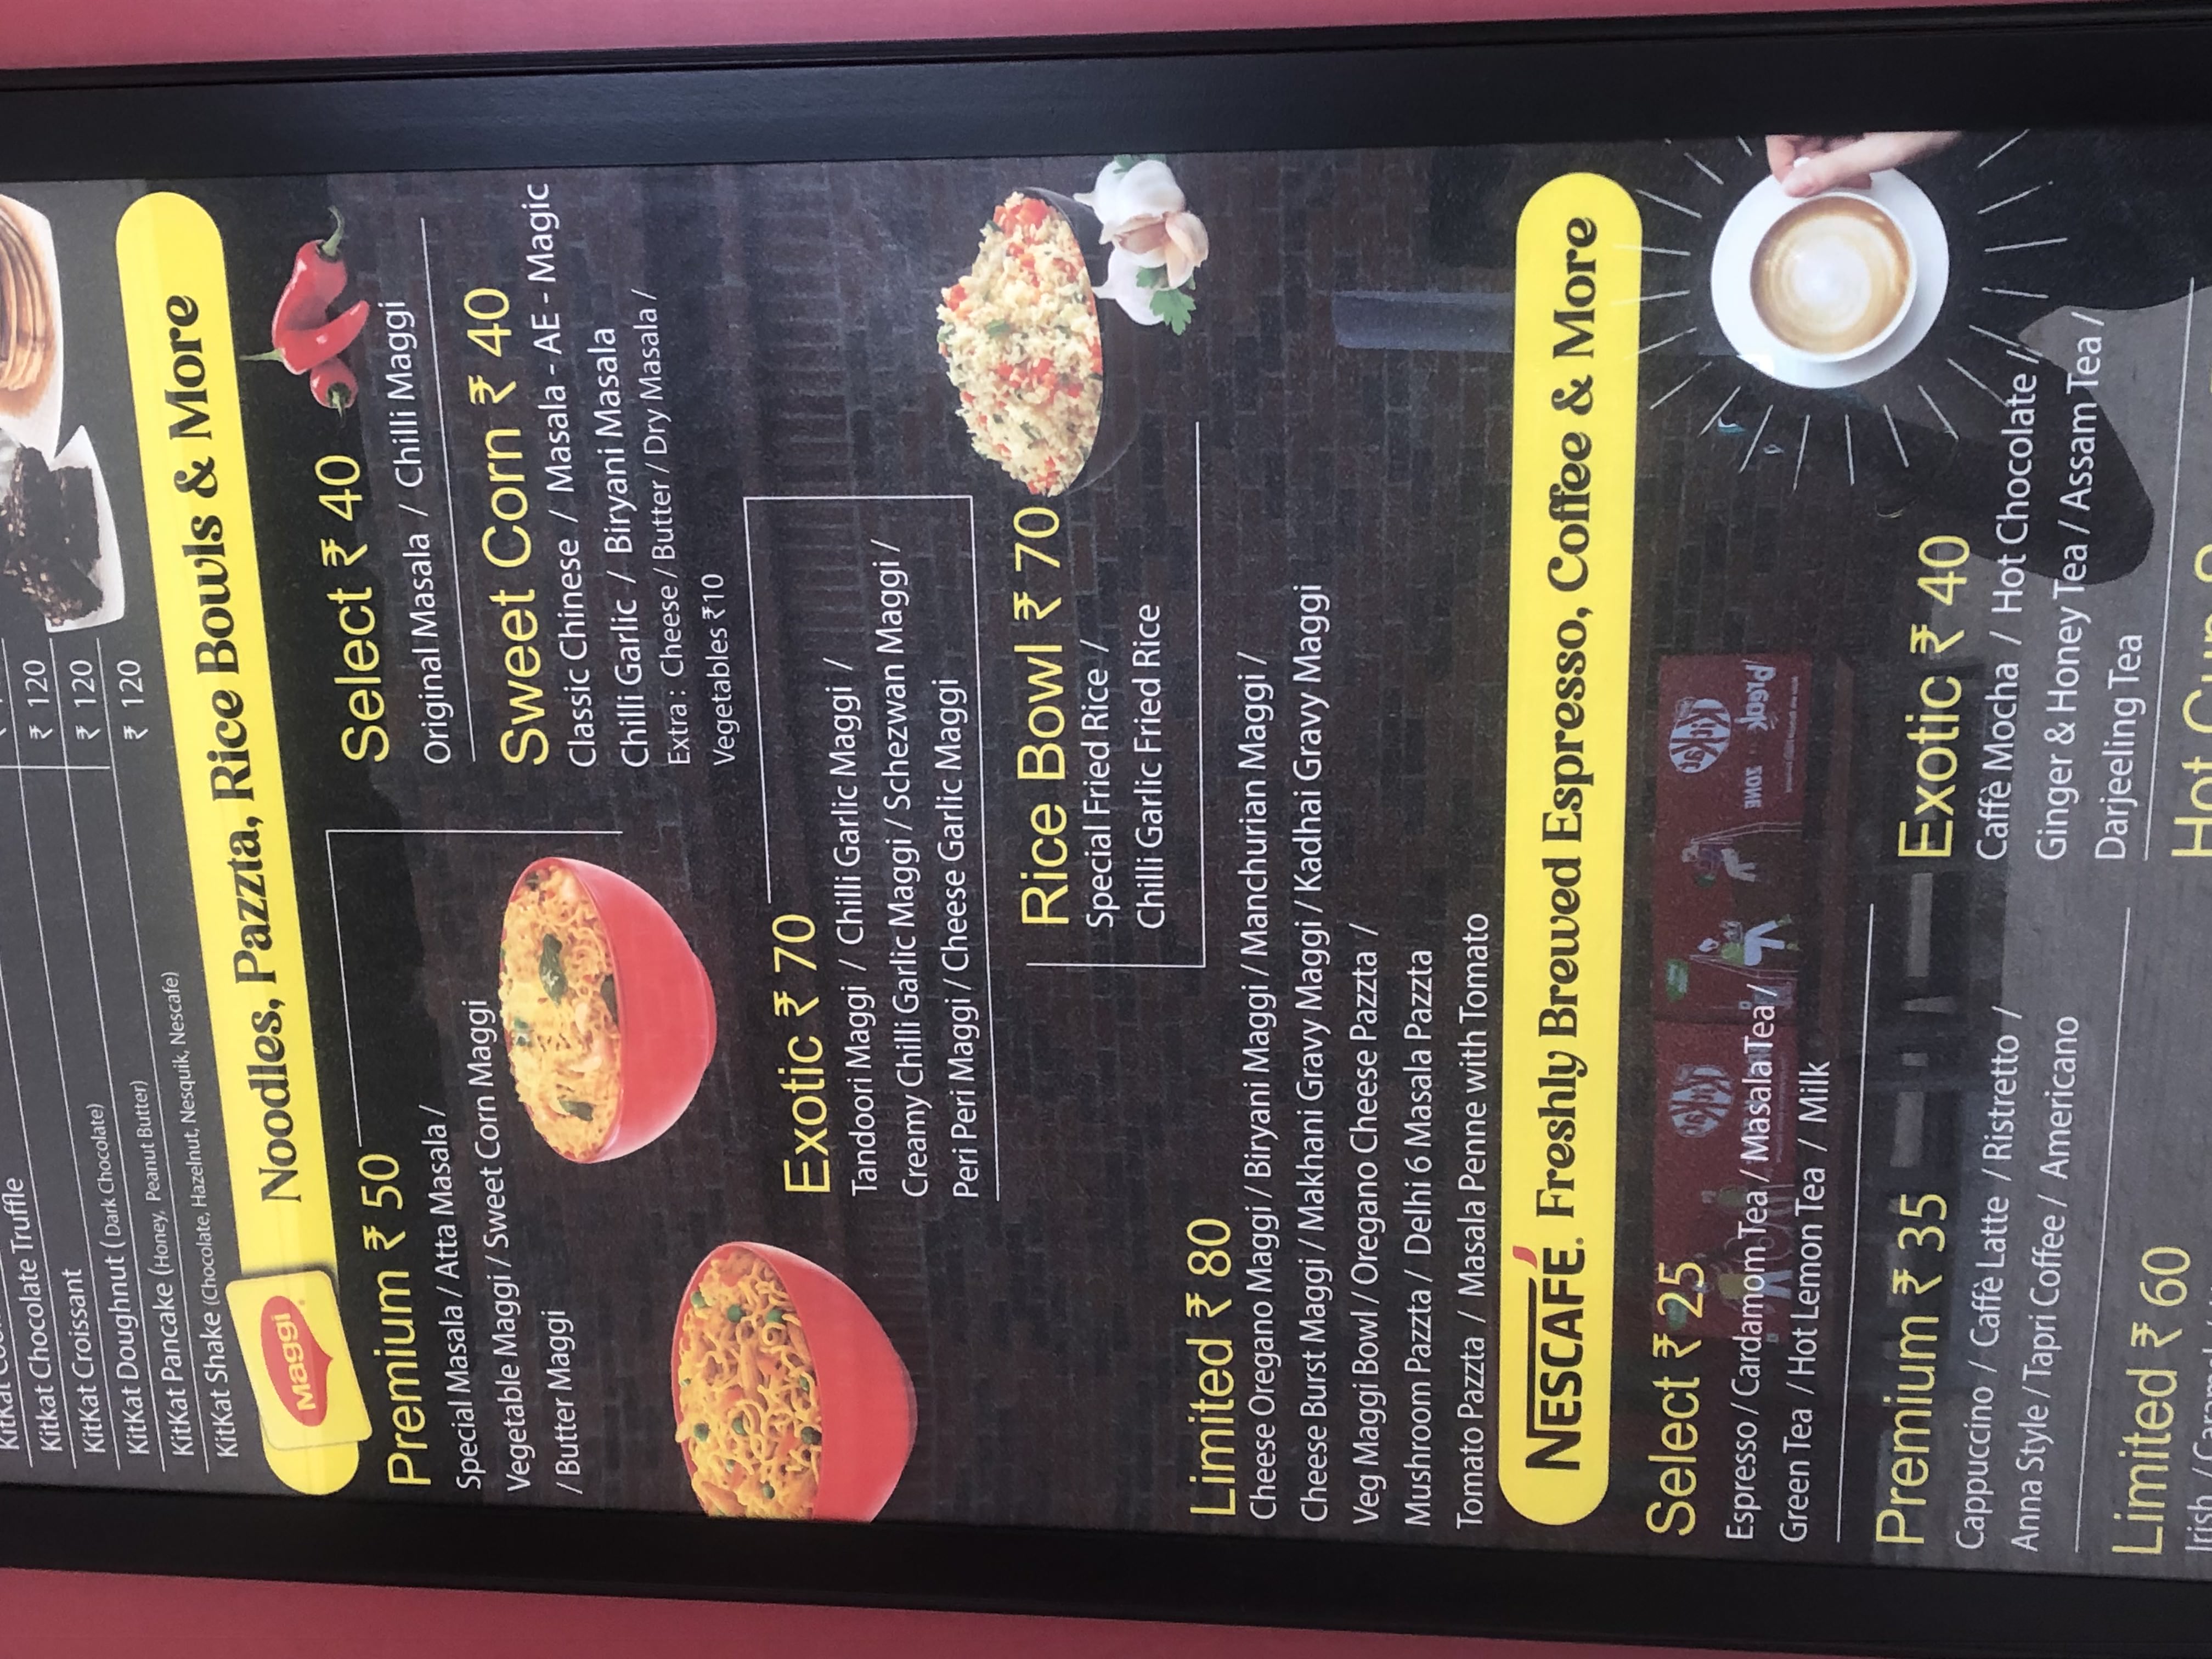 KitKat
Kitkat Chocolate Truffle
KitKat Croissant
₹ 120
KitKat Doughnut ( Dark Chocolate)
₹ 120
KitKat Pancake (Honey, Peanut Butter)
₹ 120
KitKat Shake (Chocolate, Hazelnut, Nesquik, Nescafe)
Maggi Noodles, Pazzta, Rice Bowls & More
Premium ₹ 50
Special Masala / Atta Masala /
Vegetable Maggi / Sweet Corn Maggi
/ Butter Maggi
Select ₹ 40
Original Masala / Chilli Maggi
Sweet Corn ₹ 40
Classic Chinese / Masala - AE - Magic
Chilli Garlic / Biryani Masala
Extra : Cheese / Butter / Dry Masala /
Vegetables ₹10
Exotic ₹ 70
Tandoori Maggi / Chilli Garlic Maggi /
Creamy Chilli Garlic Maggi / Schezwan Maggi /
Peri Peri Maggi / Cheese Garlic Maggi
Rice Bowl ₹ 70
Special Fried Rice /
Chilli Garlic Fried Rice
Limited ₹ 80
Cheese Oregano Maggi / Biryani Maggi / Manchurian Maggi /
Cheese Burst Maggi / Makhani Gravy Maggi / Kadhai Gravy Maggi
Veg Maggi Bowl / Oregano Cheese Pazzta /
Mushroom Pazzta / Delhi 6 Masala Pazzta
Tomato Pazzta / Masala Penne with Tomato
NESCAFÉ. Freshly Brewed Espresso, Coffee & More
Select ₹ 25
Espresso / Cardamom Tea / Masala Tea /
Green Tea / Hot Lemon Tea / Milk
KitKat
KitKat
break ZONE
Premium ₹ 35
Cappuccino / Caffè Latte / Ristretto /
Anna Style / Tapri Coffee / Americano
Exotic ₹ 40
Caffè Mocha / Hot Chocolate /
Ginger & Honey Tea / Assam Tea /
Darjeeling Tea
Limited ₹ 60
Irish /
Hot Cup